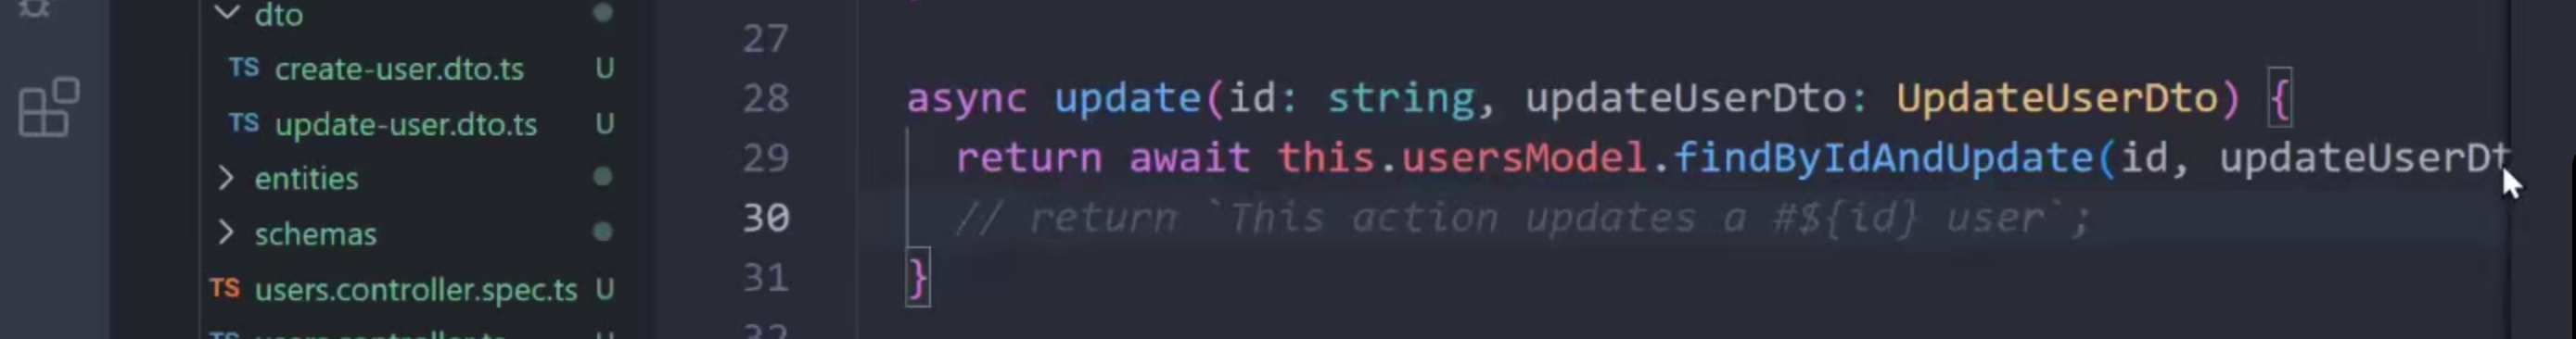 dto
TS create-user.dto.ts U
TS update-user.dto.ts U
entities
schemas
TS users.controller.spec.ts U
27
28 async update(id: string, updateUserDto: UpdateUserDto) {
29 return await this.usersModel.findByIdAndUpdate(id, updateUserDt
30 // return `This action updates a #${id} user`;
31 }
32